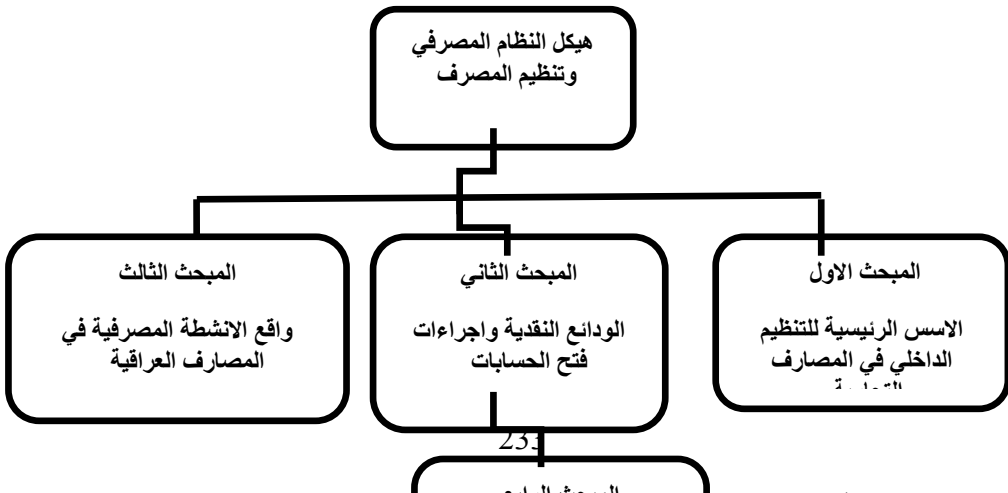 هيكل النظام المصرفي
وتنظيم المصرف
المبحث الاول
الاسس الرئيسية للتنظيم
الداخلي في المصارف
المبحث الثاني
الودائع النقدية واجراءات
فتح الحسابات
المبحث الثالث
واقع الانشطة المصرفية في
المصارف العراقية